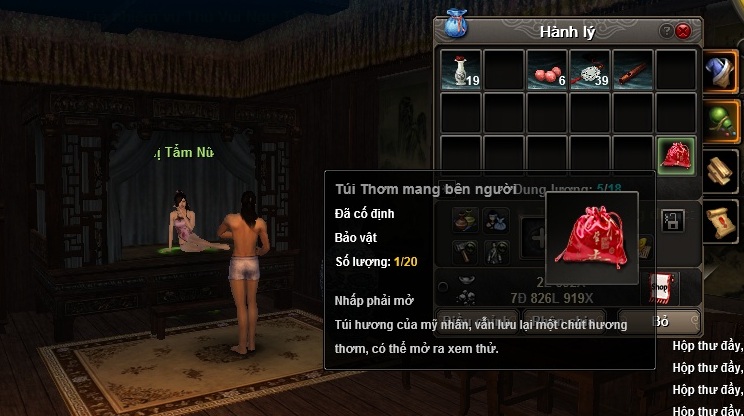 Hành lý
19
6
39
ị Tẩm Nữ
Túi Thơm mang bên người
Dung lượng: 5/18
Đã cố định
Bảo vật
Số lượng: 1/20
Shop
7Đ 826L 919X
Nhấp phải mở
Bỏ
Túi hương của mỹ nhân, vẫn lưu lại một chút hương
thơm, có thể mở ra xem thử.
Hộp thư đầy,
Hộp thư đầy,
Hộp thư đầy,
Hộp thư đầy,